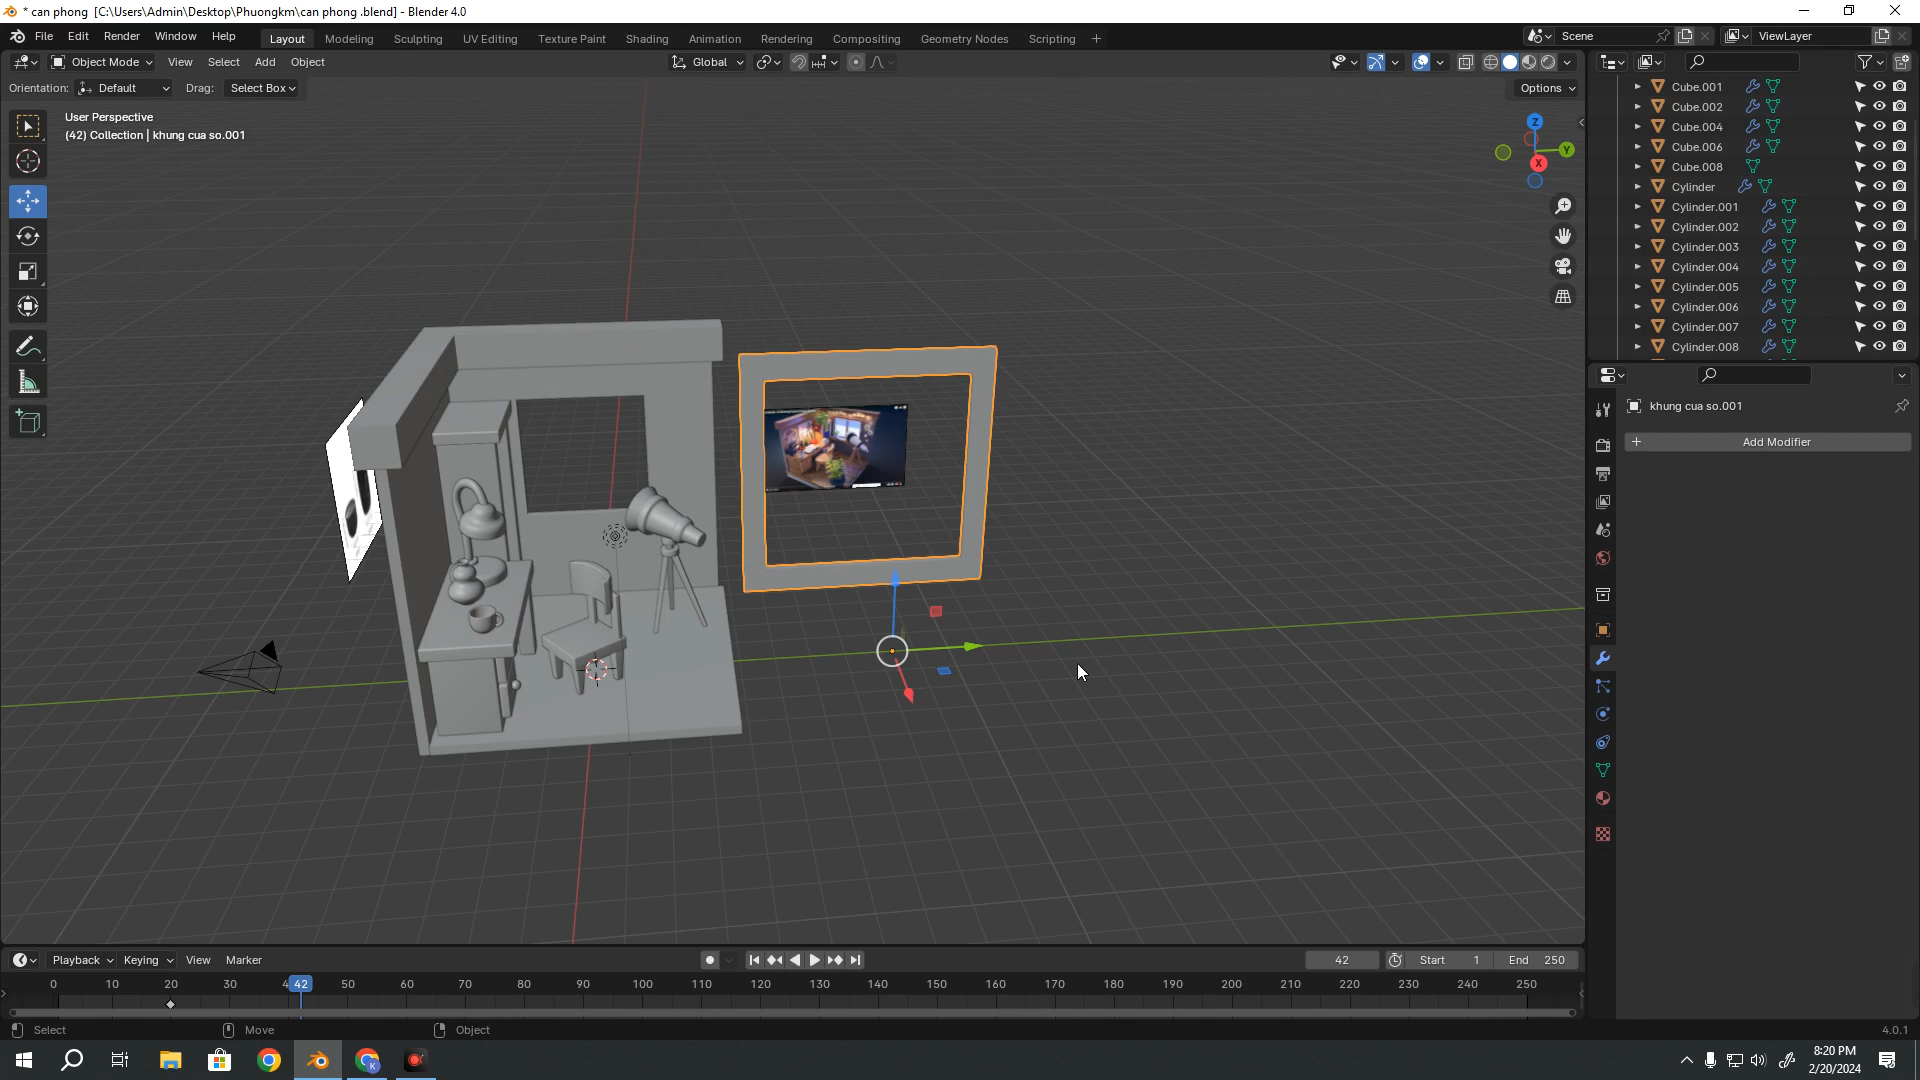 * can phong  [C:\Users\Admin\Desktop\Phuongkm\can phong .blend] - Blender 4.0
File Edit Render Window Help
Layout Modeling Sculpting UV Editing Texture Paint Shading Animation Rendering Compositing Geometry Nodes Scripting +
Scene ViewLayer
Object Mode View Select Add Object Global
Orientation: Default Drag: Select Box Options
User Perspective
(42) Collection | khung cua so.001
Z
Y
X
Cube.001
Cube.002
Cube.004
Cube.006
Cube.008
Cylinder
Cylinder.001
Cylinder.002
Cylinder.003
Cylinder.004
Cylinder.005
Cylinder.006
Cylinder.007
Cylinder.008
khung cua so.001
+ Add Modifier
Playback Keying View Marker 42 Start 1 End 250
0 10 20 30 4 42 50 60 70 80 90 100 110 120 130 140 150 160 170 180 190 200 210 220 230 240 250
Select Move Object 4.0.1
K
8:20 PM
2/20/2024